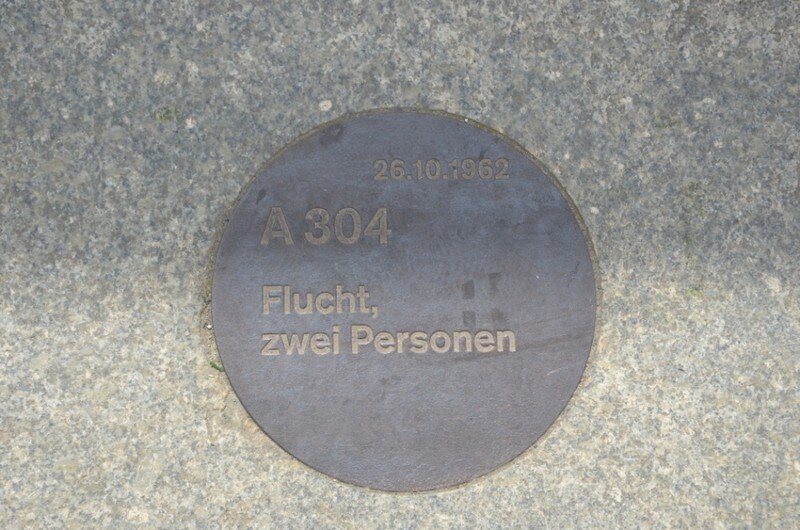 26.10.1962
A 304
Flucht,
zwei Personen